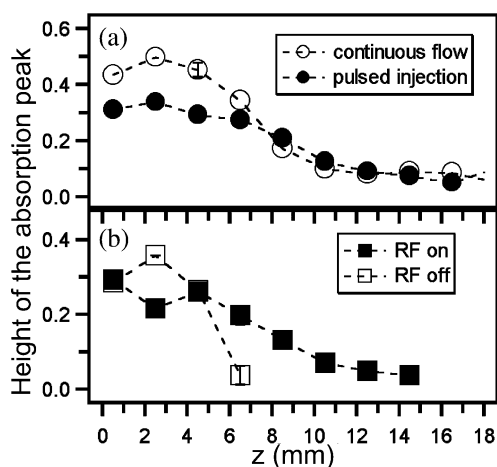 Height of the absorption peak
0.6
(a)
continuous flow
pulsed injection
0.4
0.2
0.0
(b)
RF on
RF off
0.4
0.2
0.0
0 2 4 6 8 10 12 14 16 18
z (mm)